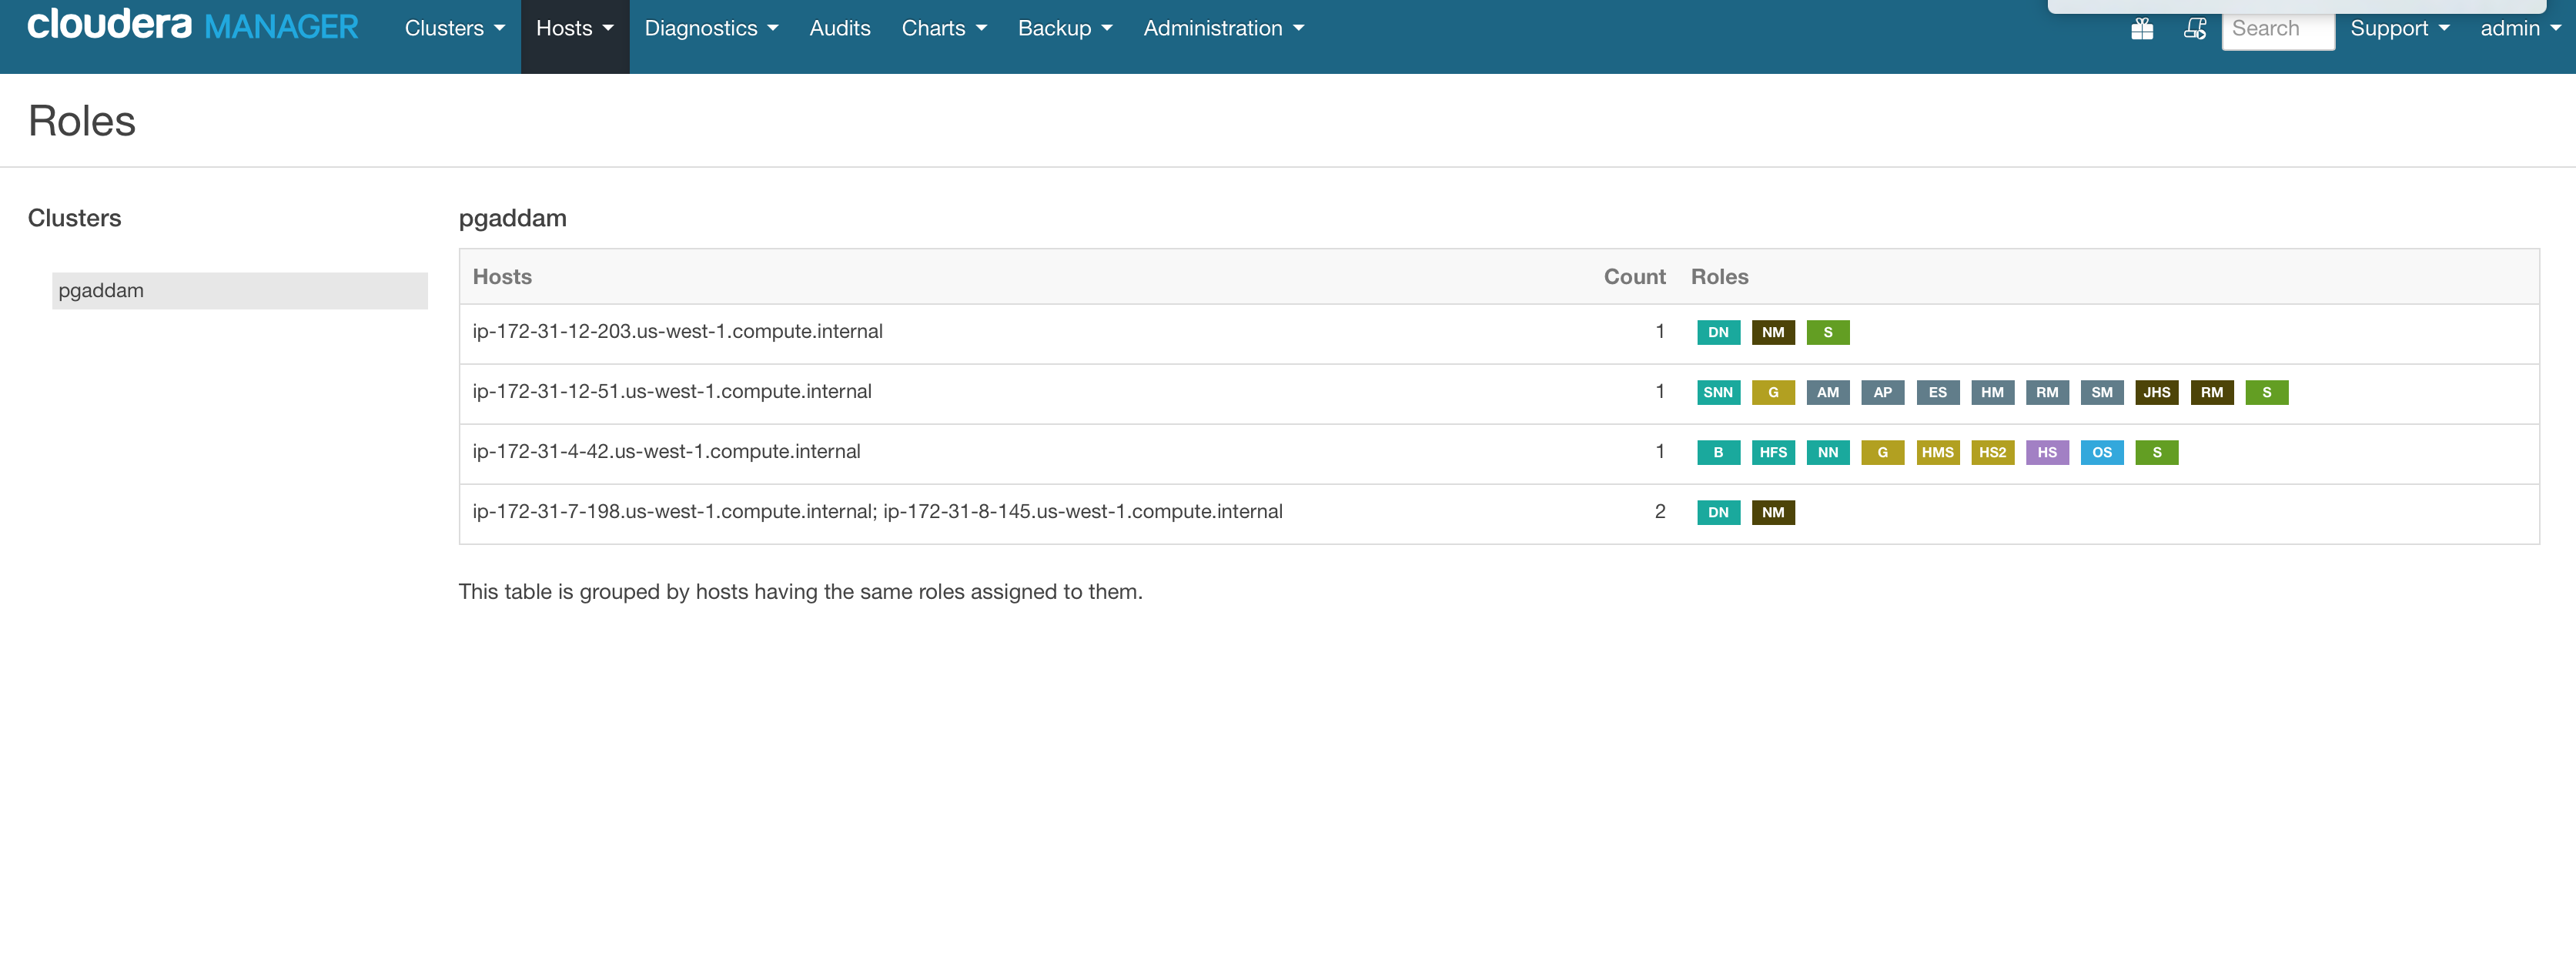 cloudera MANAGER Clusters Hosts Diagnostics Audits Charts Backup Administration Search Support admin
Roles
Clusters
pgaddam
pgaddam
Hosts Count Roles
ip-172-31-12-203.us-west-1.compute.internal 1 DN NM S
ip-172-31-12-51.us-west-1.compute.internal 1 SNN G AM AP ES HM RM SM JHS RM S
ip-172-31-4-42.us-west-1.compute.internal 1 B HFS NN G HMS HS2 HS OS S
ip-172-31-7-198.us-west-1.compute.internal; ip-172-31-8-145.us-west-1.compute.internal 2 DN NM
This table is grouped by hosts having the same roles assigned to them.